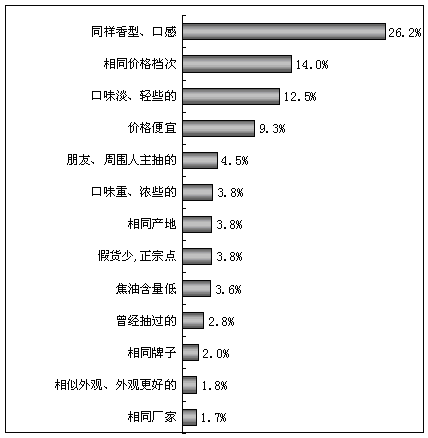 同样香型、口感 26.2%
相同价格档次 14.0%
口味淡、轻些的 12.5%
价格便宜 9.3%
朋友、周围人主抽的 4.5%
口味重、浓些的 3.8%
相同产地 3.8%
假货少,正宗点 3.8%
焦油含量低 3.6%
曾经抽过的 2.8%
相同牌子 2.0%
相似外观、外观更好的 1.8%
相同厂家 1.7%